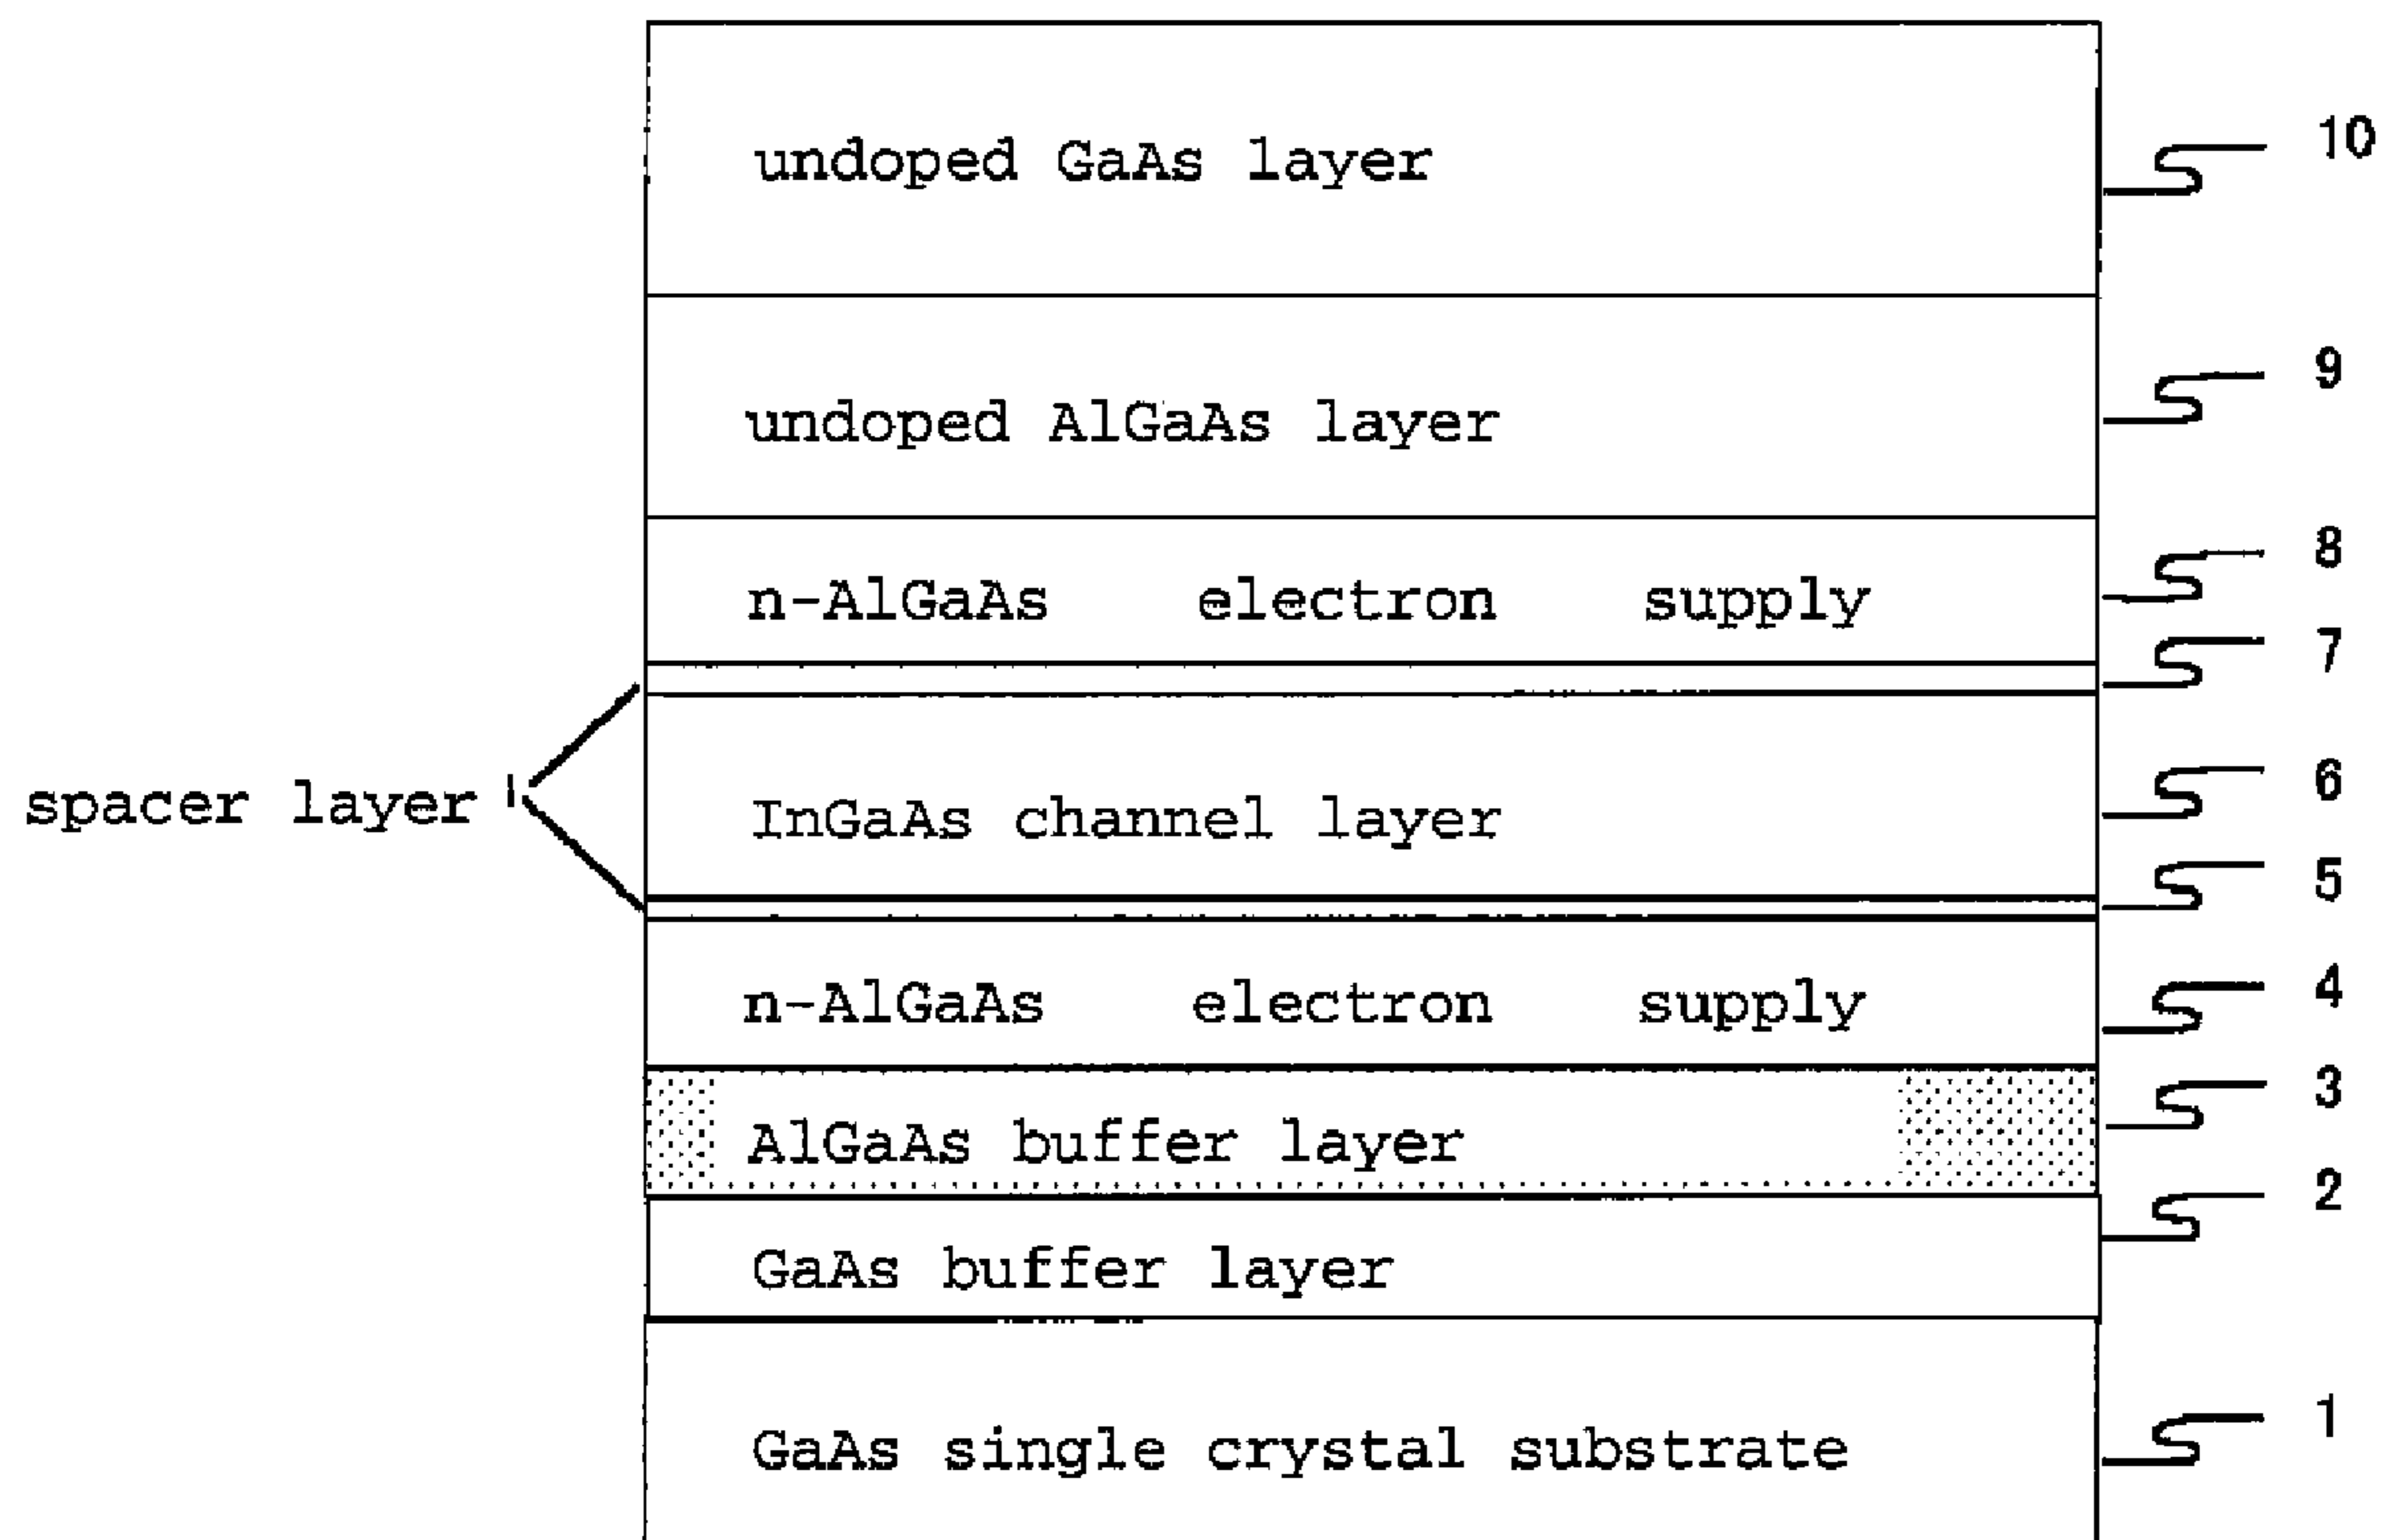 undoped GaAs layer 10
undoped AlGaAs layer 9
n-AlGaAs electron supply 8
7
spacer layer
InGaAs channel layer 6
5
n-AlGaAs electron supply 4
AlGaAs buffer layer 3
GaAs buffer layer 2
GaAs single crystal substrate 1